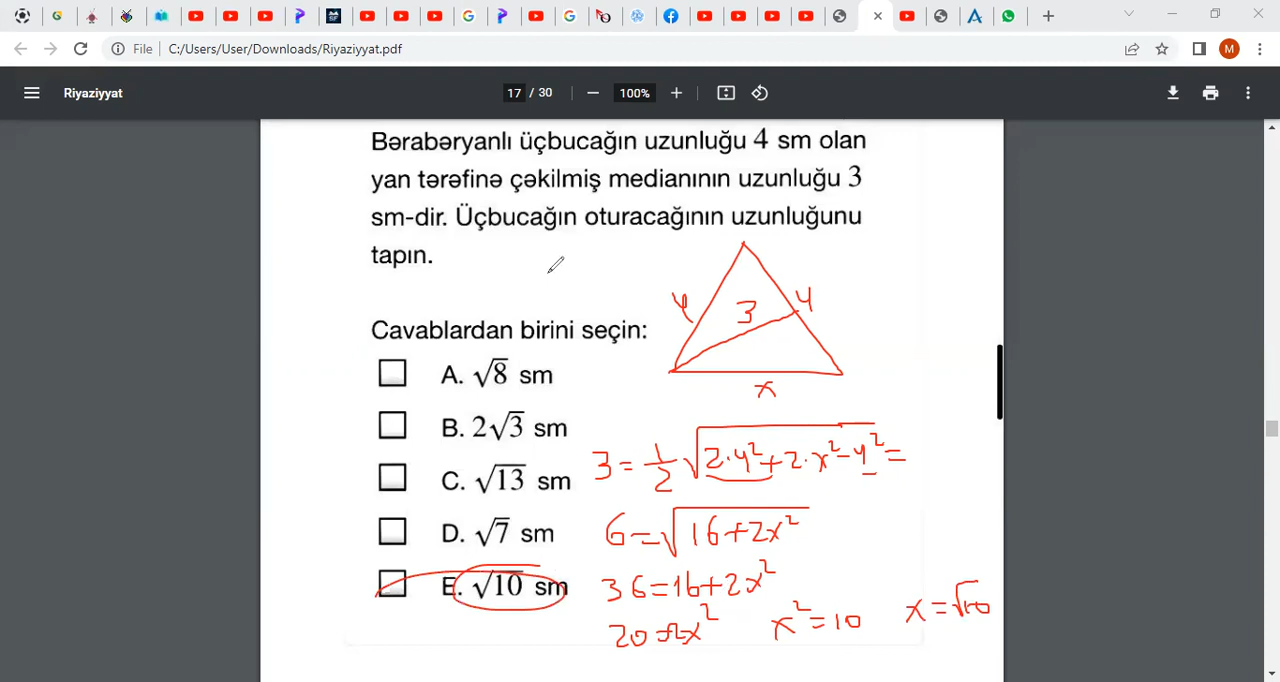 File C:/Users/User/Downloads/Riyaziyyat.pdf
M
Riyaziyyat
17 / 30
100%
Bərabəryanlı üçbucağın uzunluğu 4 sm olan
yan tərəfinə çəkilmiş medianının uzunluğu 3
sm-dir. Üçbucağın oturacağının uzunluğunu
tapın.
4
3
4
x
Cavablardan birini seçin:
A. √8 sm
B. 2√3 sm
C. √13 sm
D. √7 sm
E. √10 sm
3 = 1/2 √2·4²+2·x²-4² =
6=√16+2x²
36=16+2x²
20=2x²
x²=10
x=√10